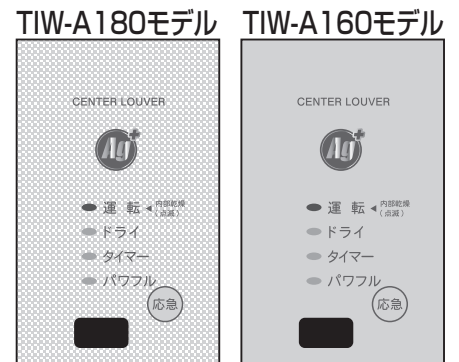 TIW-A180モデル
CENTER LOUVER
Ag+
運 転 ◀ 内部乾燥
(点滅)
ドライ
タイマー
パワフル
応急
TIW-A160モデル
CENTER LOUVER
Ag+
運 転 ◀ 内部乾燥
(点滅)
ドライ
タイマー
パワフル
応急